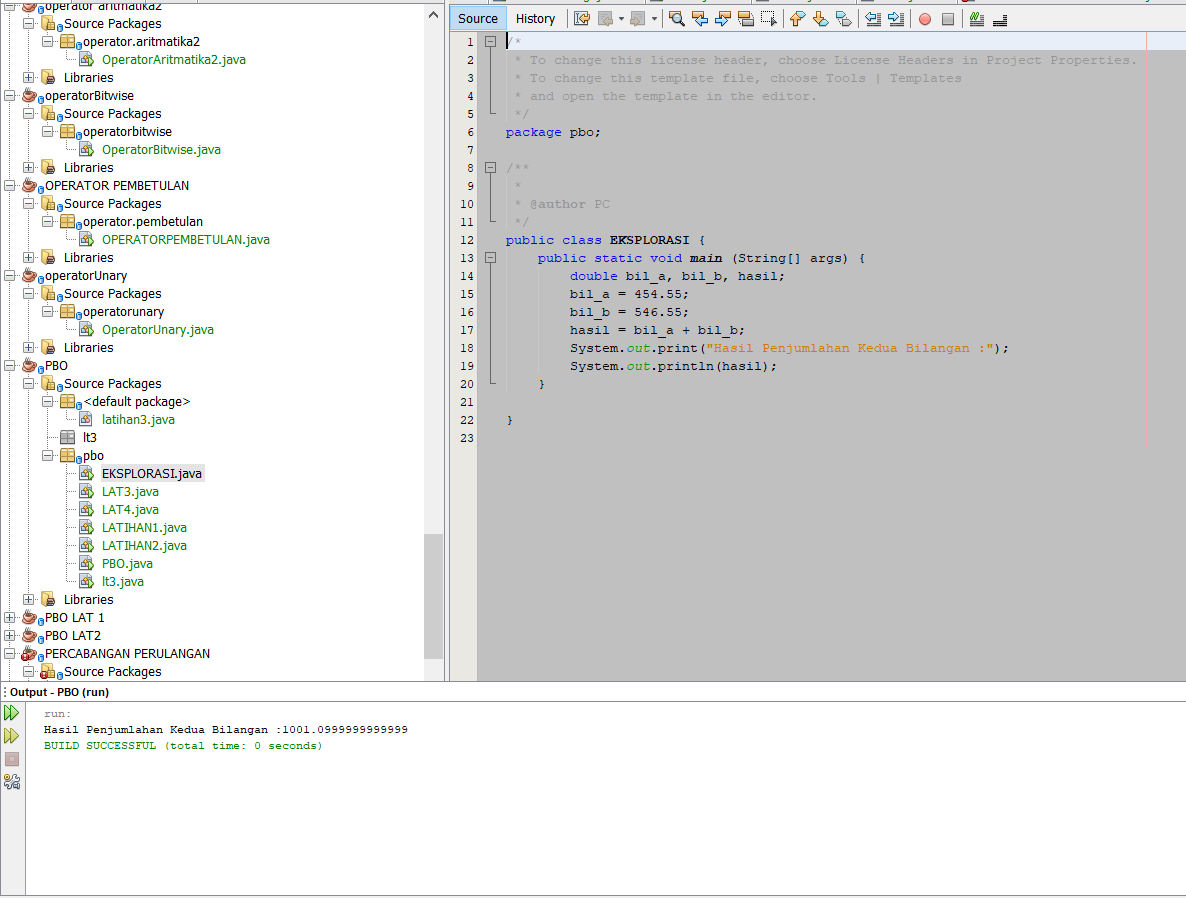 operator aritmatika2
Source Packages
operator.aritmatika2
OperatorAritmatika2.java
Libraries
operatorBitwise
Source Packages
operatorbitwise
OperatorBitwise.java
Libraries
OPERATOR PEMBETULAN
Source Packages
operator.pembetulan
OPERATORPEMBETULAN.java
Libraries
operatorUnary
Source Packages
operatorunary
OperatorUnary.java
Libraries
PBO
Source Packages
<default package>
latihan3.java
lt3
pbo
EKSPLORASI.java
LAT3.java
LAT4.java
LATIHAN1.java
LATIHAN2.java
PBO.java
lt3.java
Libraries
PBO LAT 1
PBO LAT2
PERCABANGAN PERULANGAN
Source Packages
Source History
1 /*
2 * To change this license header, choose License Headers in Project Properties.
3 * To change this template file, choose Tools | Templates
4 * and open the template in the editor.
5 */
6 package pbo;
7
8 /**
9 *
10 * @author PC
11 */
12 public class EKSPLORASI {
13 public static void main (String[] args) {
14 double bil_a, bil_b, hasil;
15 bil_a = 454.55;
16 bil_b = 546.55;
17 hasil = bil_a + bil_b;
18 System.out.print("Hasil Penjumlahan Kedua Bilangan :");
19 System.out.println(hasil);
20 }
21
22 }
23
Output - PBO (run)
run:
Hasil Penjumlahan Kedua Bilangan :1001.0999999999999
BUILD SUCCESSFUL (total time: 0 seconds)